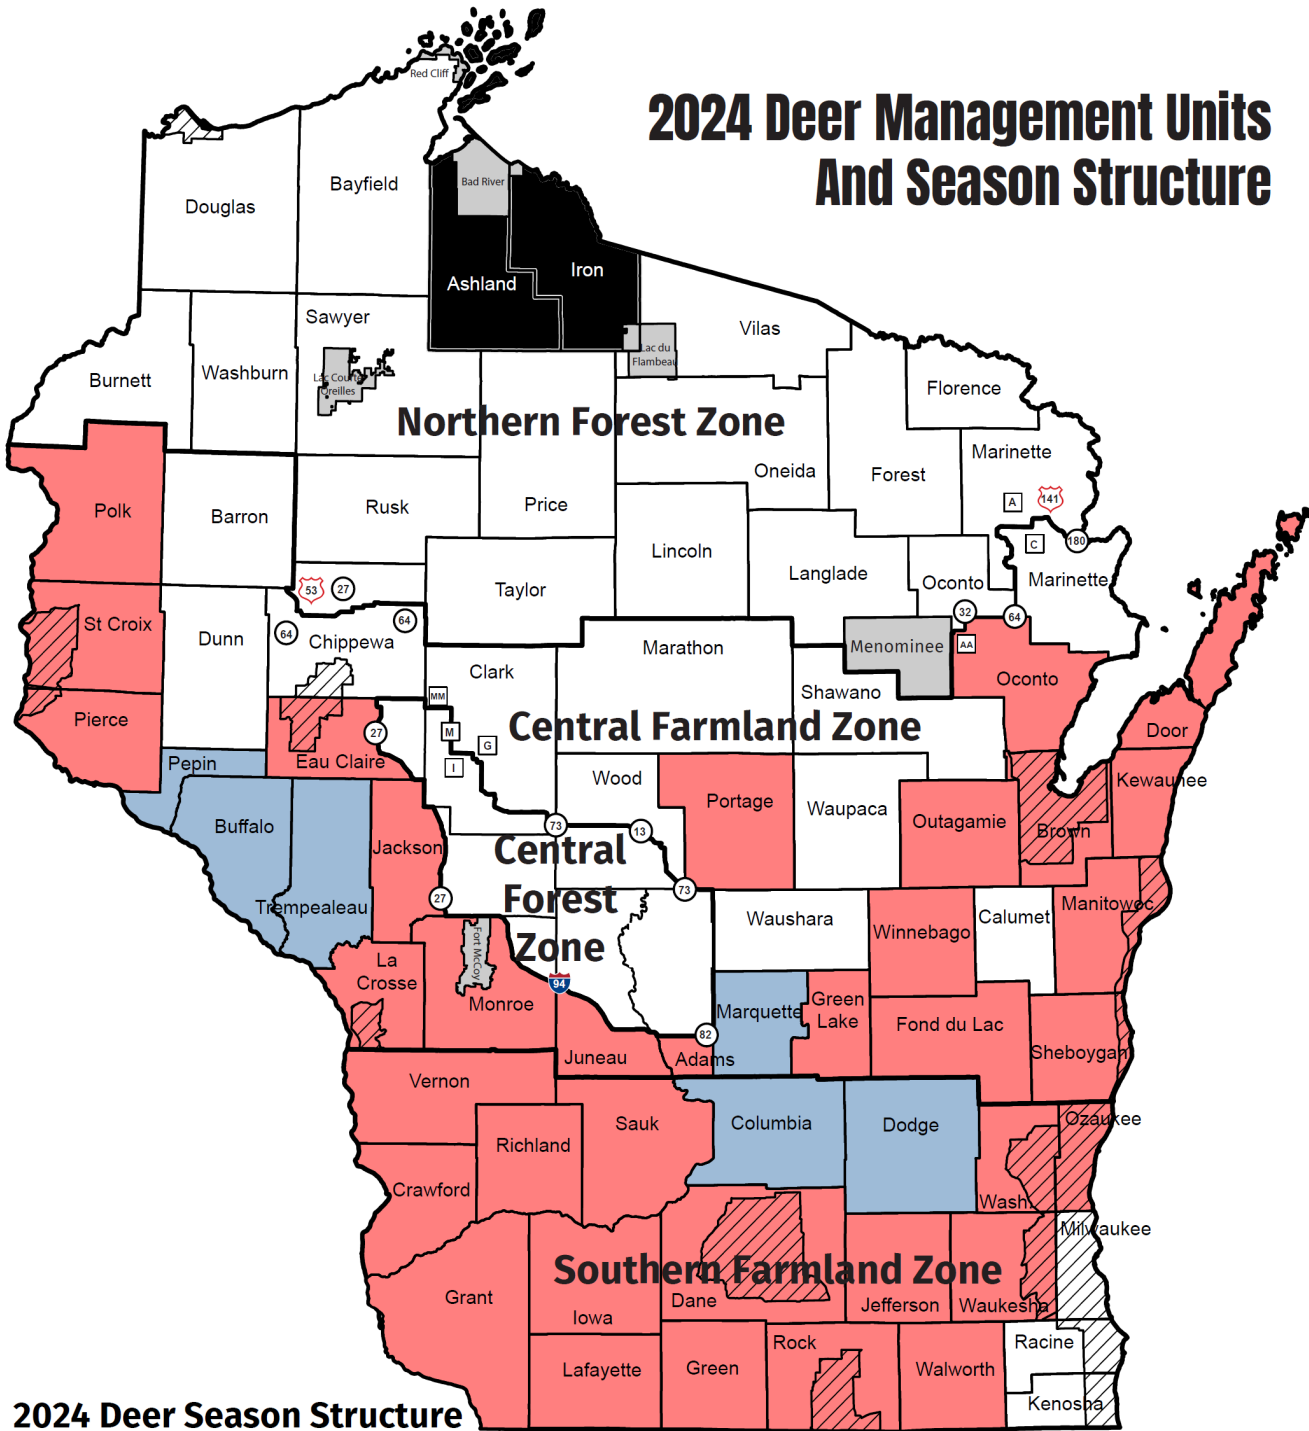 2024 Deer Management Units
And Season Structure
Red Cliff
Bad River
Bayfield
Douglas
Ashland
Iron
Sawyer
Vilas
Lac du
Flambeau
Burnett
Washburn
Lac Courte
Oreilles
Florence
Northern Forest Zone
Marinette
Oneida
Forest
Polk
Barron
Rusk
Price
A
141
C
180
Lincoln
Langlade
Oconto
Marinette
53
27
Taylor
St Croix
Dunn
64
64
Chippewa
32
64
Marathon
Menominee
AA
Clark
Shawano
Oconto
MM
Pierce
Central Farmland Zone
27
M
G
I
Door
Eau Claire
Pepin
Wood
Kewaunee
Portage
Waupaca
Outagamie
Brown
Buffalo
73
13
Jackson
Central
Forest
Zone
73
27
Trempealeau
Waushara
Winnebago
Calumet
Manitowoc
Fort McCoy
La
Crosse
94
Monroe
Marquette
Green
Lake
Fond du Lac
82
Sheboygan
Juneau
Adams
Vernon
Sauk
Columbia
Dodge
Ozaukee
Richland
Crawford
Wash.
Milwaukee
Southern Farmland Zone
Grant
Iowa
Dane
Jefferson
Waukesha
Rock
Racine
Lafayette
Green
Walworth
Kenosha
2024 Deer Season Structure